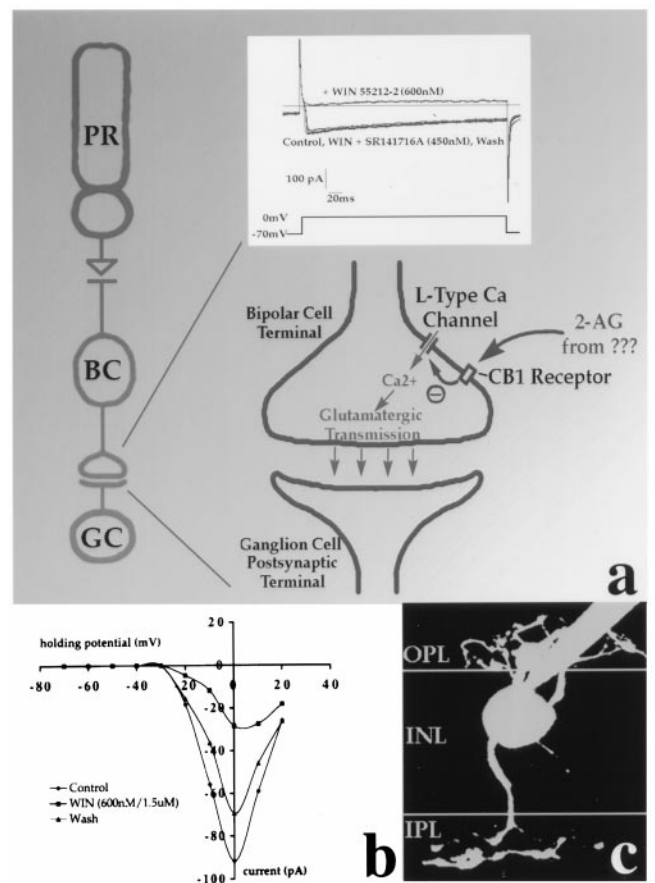 PR
BC
GC
+ WIN 55212-2 (600nM)
Control, WIN + SR141716A (450nM), Wash
100 pA
20ms
0mV
-70mV
Bipolar Cell
Terminal
L-Type Ca
Channel
2-AG
from ???
CB1 Receptor
Ca2+
⊖
Glutamatergic
Transmission
Ganglion Cell
Postsynaptic
Terminal
a
holding potential (mV)
20
0
-80 -60 -40 -20 0 20 40
-20
-40
-60
-80
-100
Control
WIN (600nM/1.5uM)
Wash
current (pA)
b
OPL
INL
IPL
c